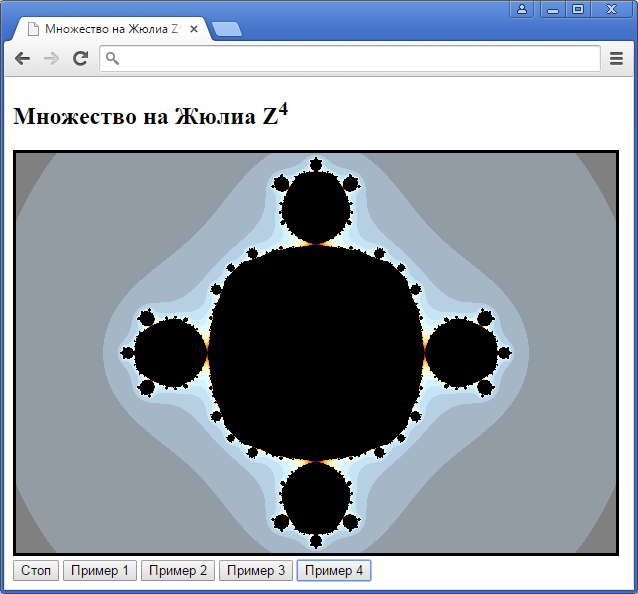 Множество на Жюлиа Z
Множество на Жюлиа Z⁴
Стоп Пример 1 Пример 2 Пример 3 Пример 4